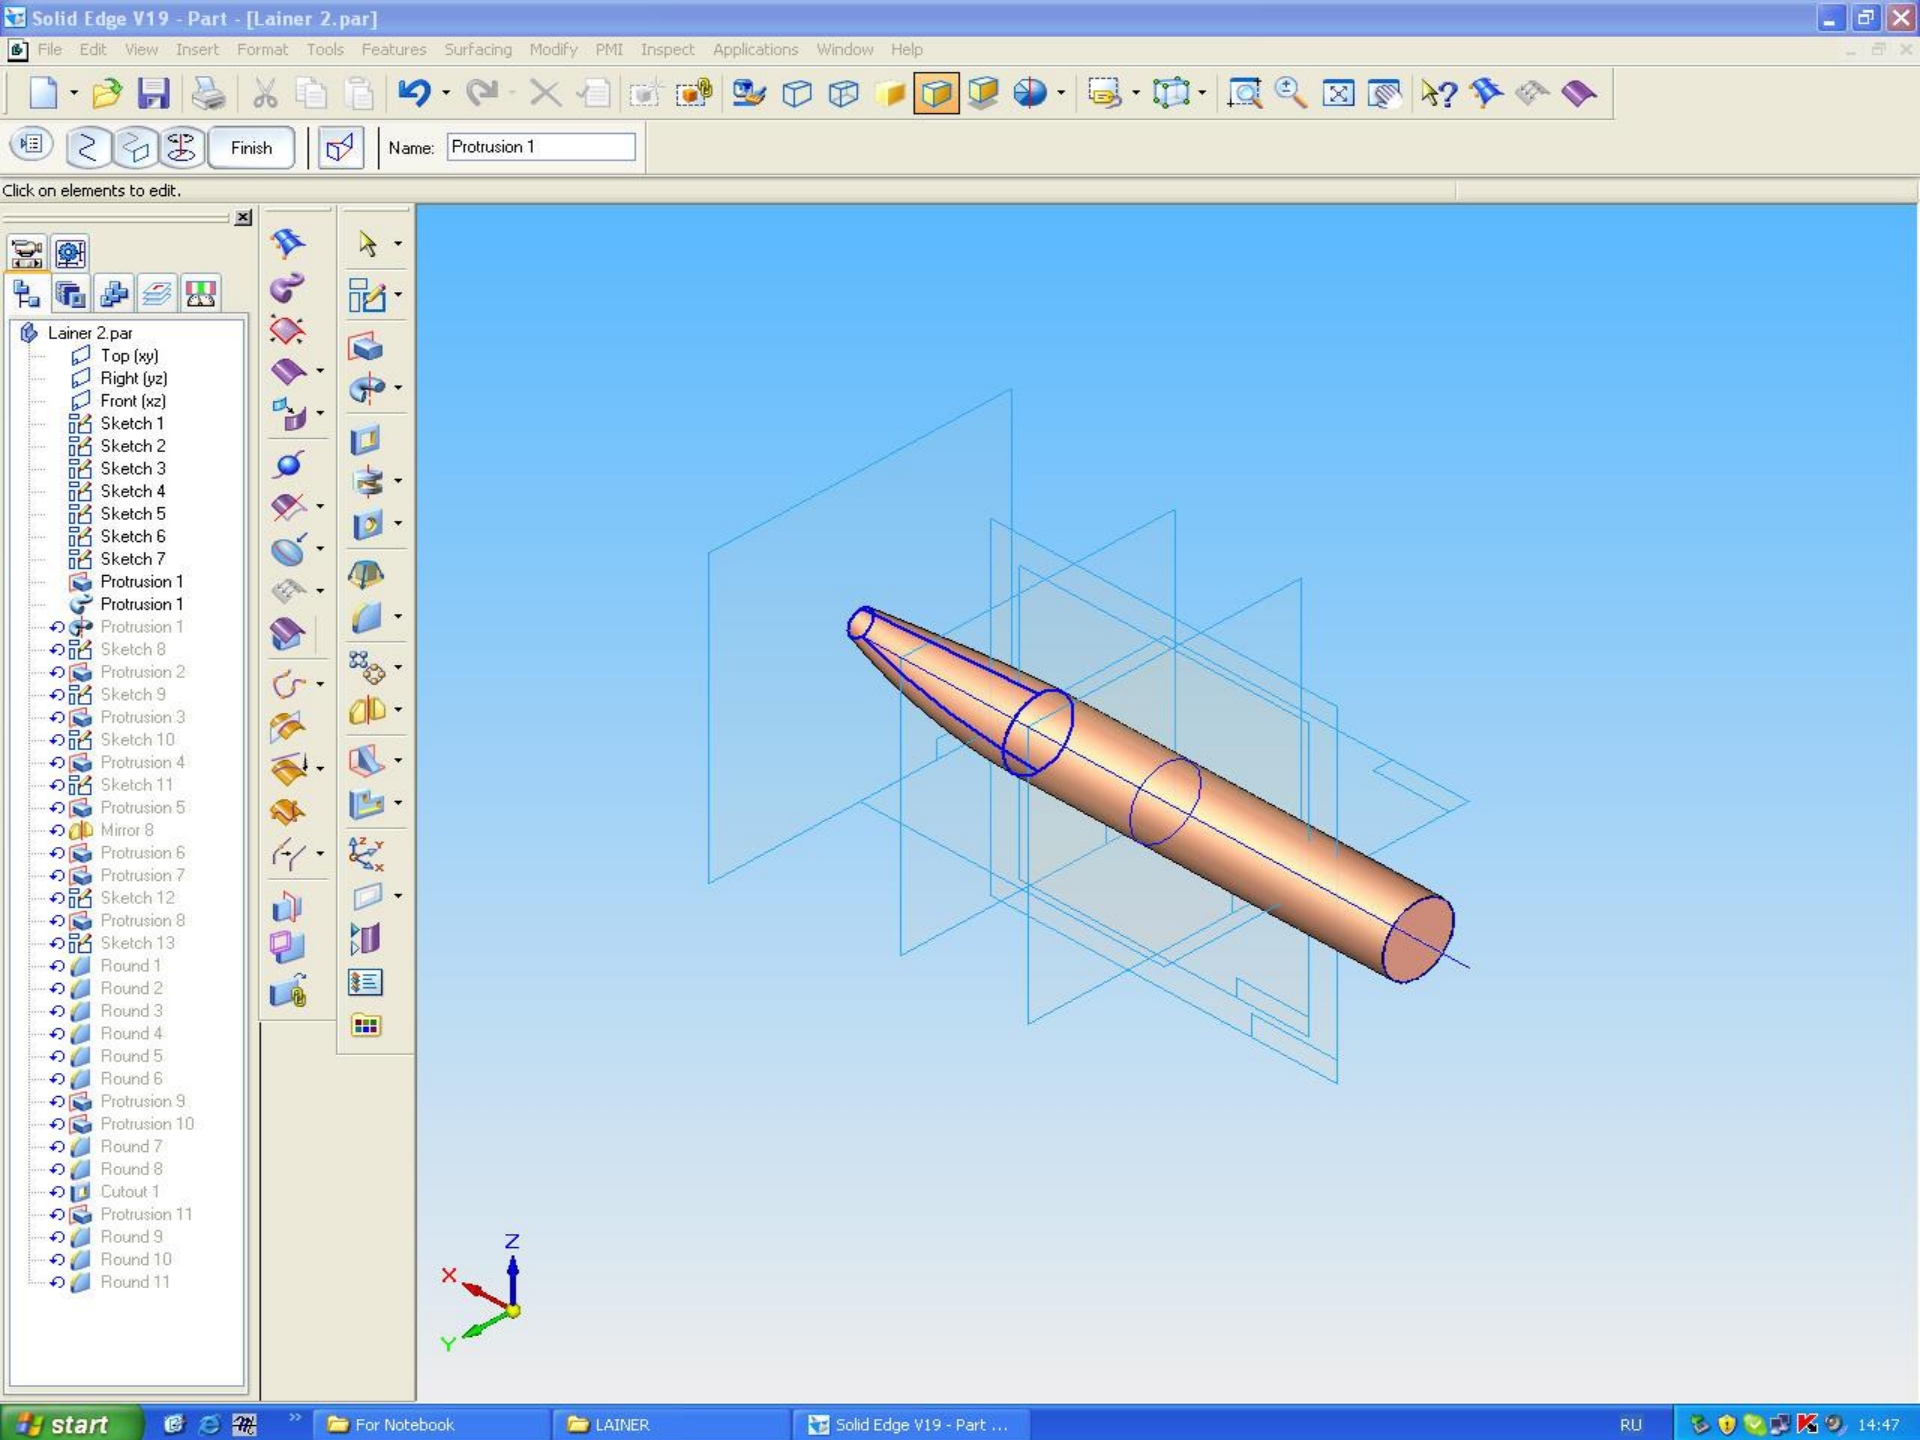 Solid Edge V19 - Part - [Lainer 2.par]
File Edit View Insert Format Tools Features Surfacing Modify PMI Inspect Applications Window Help
Finish Name: Protrusion 1
Click on elements to edit.
Lainer 2.par
Top (xy)
Right (yz)
Front (xz)
Sketch 1
Sketch 2
Sketch 3
Sketch 4
Sketch 5
Sketch 6
Sketch 7
Protrusion 1
Protrusion 1
Protrusion 1
Sketch 8
Protrusion 2
Sketch 9
Protrusion 3
Sketch 10
Protrusion 4
Sketch 11
Protrusion 5
Mirror 8
Protrusion 6
Protrusion 7
Sketch 12
Protrusion 8
Sketch 13
Round 1
Round 2
Round 3
Round 4
Round 5
Round 6
Protrusion 9
Protrusion 10
Round 7
Round 8
Cutout 1
Protrusion 11
Round 9
Round 10
Round 11
Z
X
Y
start For Notebook LAINER Solid Edge V19 - Part ... RU 14:47